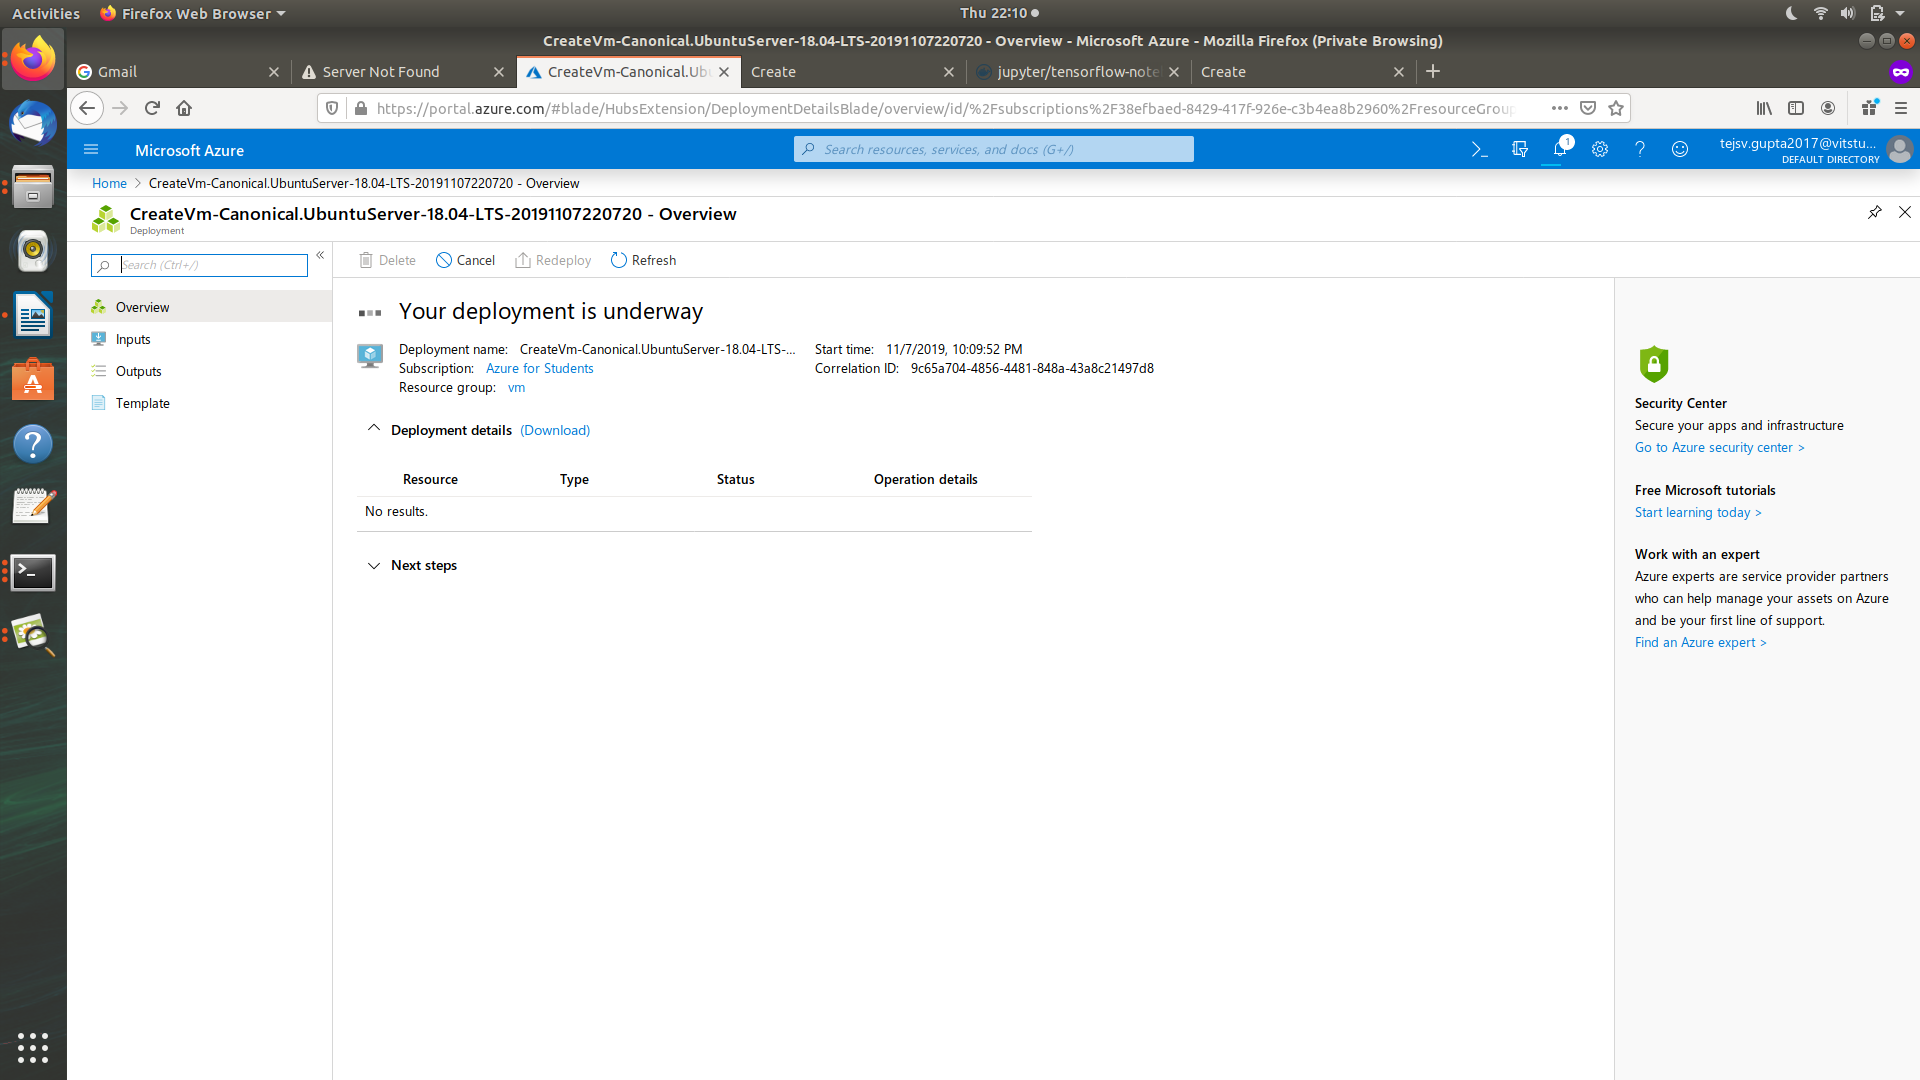 Activities
Firefox Web Browser
Thu 22:10
CreateVm-Canonical.UbuntuServer-18.04-LTS-20191107220720 - Overview - Microsoft Azure - Mozilla Firefox (Private Browsing)
Gmail
Server Not Found
CreateVm-Canonical.Ub
Create
jupyter/tensorflow-note
Create
https://portal.azure.com/#blade/HubsExtension/DeploymentDetailsBlade/overview/id/%2Fsubscriptions%2F38efbaed-8429-417f-926e-c3b4ea8b2960%2FresourceGroup
Microsoft Azure
Search resources, services, and docs (G+/)
1
tejsv.gupta2017@vitstu...
DEFAULT DIRECTORY
Home > CreateVm-Canonical.UbuntuServer-18.04-LTS-20191107220720 - Overview
CreateVm-Canonical.UbuntuServer-18.04-LTS-20191107220720 - Overview
Deployment
Search (Ctrl+/)
Overview
Inputs
Outputs
Template
Delete
Cancel
Redeploy
Refresh
Your deployment is underway
Deployment name: CreateVm-Canonical.UbuntuServer-18.04-LTS-...
Subscription: Azure for Students
Resource group: vm
Start time: 11/7/2019, 10:09:52 PM
Correlation ID: 9c65a704-4856-4481-848a-43a8c21497d8
Deployment details (Download)
Resource Type Status Operation details
No results.
Next steps
Security Center
Secure your apps and infrastructure
Go to Azure security center >
Free Microsoft tutorials
Start learning today >
Work with an expert
Azure experts are service provider partners
who can help manage your assets on Azure
and be your first line of support.
Find an Azure expert >